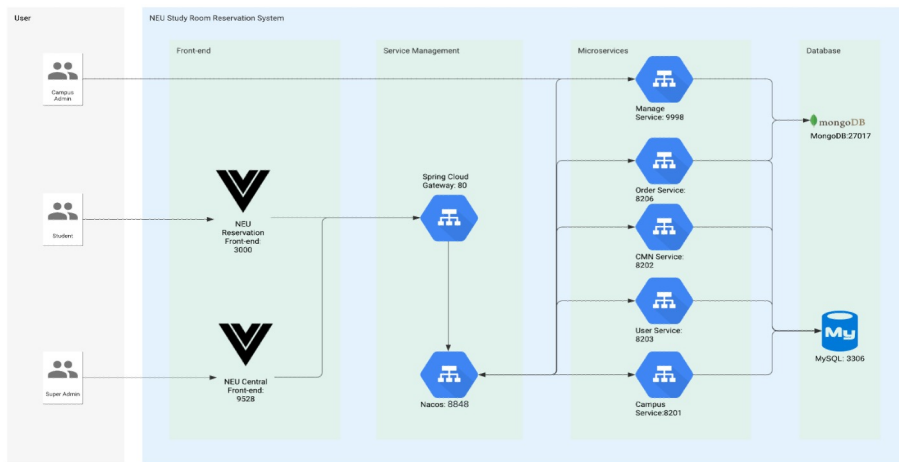 User
NEU Study Room Reservation System
Front-end
Service Management
Microservices
Database
Campus
Admin
Manage
Service: 9998
mongoDB
MongoDB:27017
Spring Cloud
Gateway: 80
Order Service:
8206
Student
NEU
Reservation
Front-end:
3000
CMN Service:
8202
User Service:
8203
My
MySQL: 3306
Super Admin
NEU Central
Front-end:
9528
Nacos: 8848
Campus
Service:8201